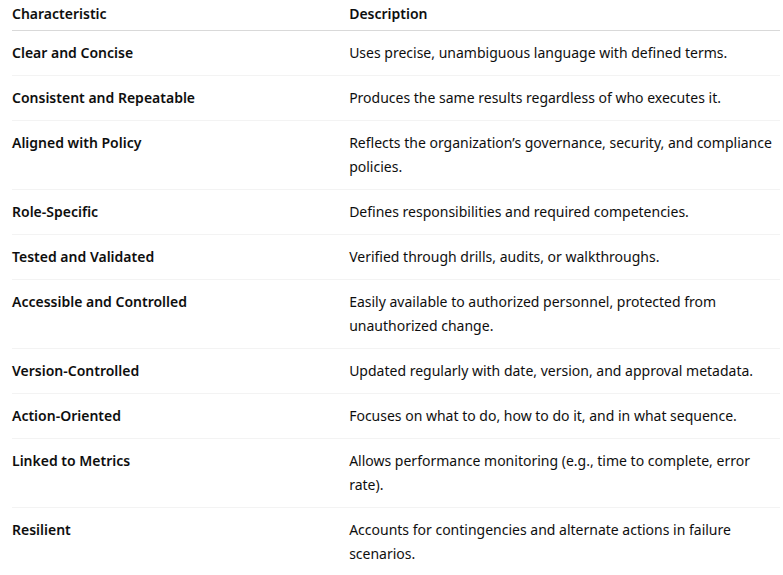 Characteristic Description
Clear and Concise Uses precise, unambiguous language with defined terms.
Consistent and Repeatable Produces the same results regardless of who executes it.
Aligned with Policy Reflects the organization’s governance, security, and compliance
policies.
Role-Specific Defines responsibilities and required competencies.
Tested and Validated Verified through drills, audits, or walkthroughs.
Accessible and Controlled Easily available to authorized personnel, protected from
unauthorized change.
Version-Controlled Updated regularly with date, version, and approval metadata.
Action-Oriented Focuses on what to do, how to do it, and in what sequence.
Linked to Metrics Allows performance monitoring (e.g., time to complete, error
rate).
Resilient Accounts for contingencies and alternate actions in failure
scenarios.